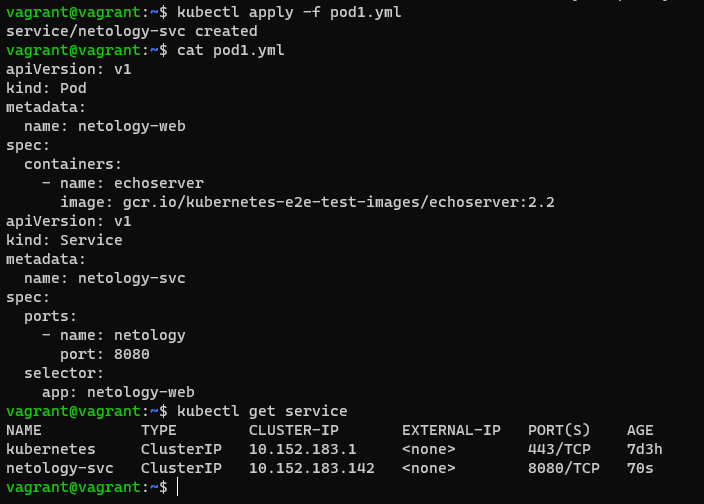 vagrant@vagrant:~$ kubectl apply -f pod1.yml
service/netology-svc created
vagrant@vagrant:~$ cat pod1.yml
apiVersion: v1
kind: Pod
metadata:
  name: netology-web
spec:
  containers:
    - name: echoserver
      image: gcr.io/kubernetes-e2e-test-images/echoserver:2.2
apiVersion: v1
kind: Service
metadata:
  name: netology-svc
spec:
  ports:
    - name: netology
      port: 8080
  selector:
    app: netology-web
vagrant@vagrant:~$ kubectl get service
NAME           TYPE        CLUSTER-IP       EXTERNAL-IP   PORT(S)    AGE
kubernetes     ClusterIP   10.152.183.1     <none>        443/TCP    7d3h
netology-svc   ClusterIP   10.152.183.142   <none>        8080/TCP   70s
vagrant@vagrant:~$